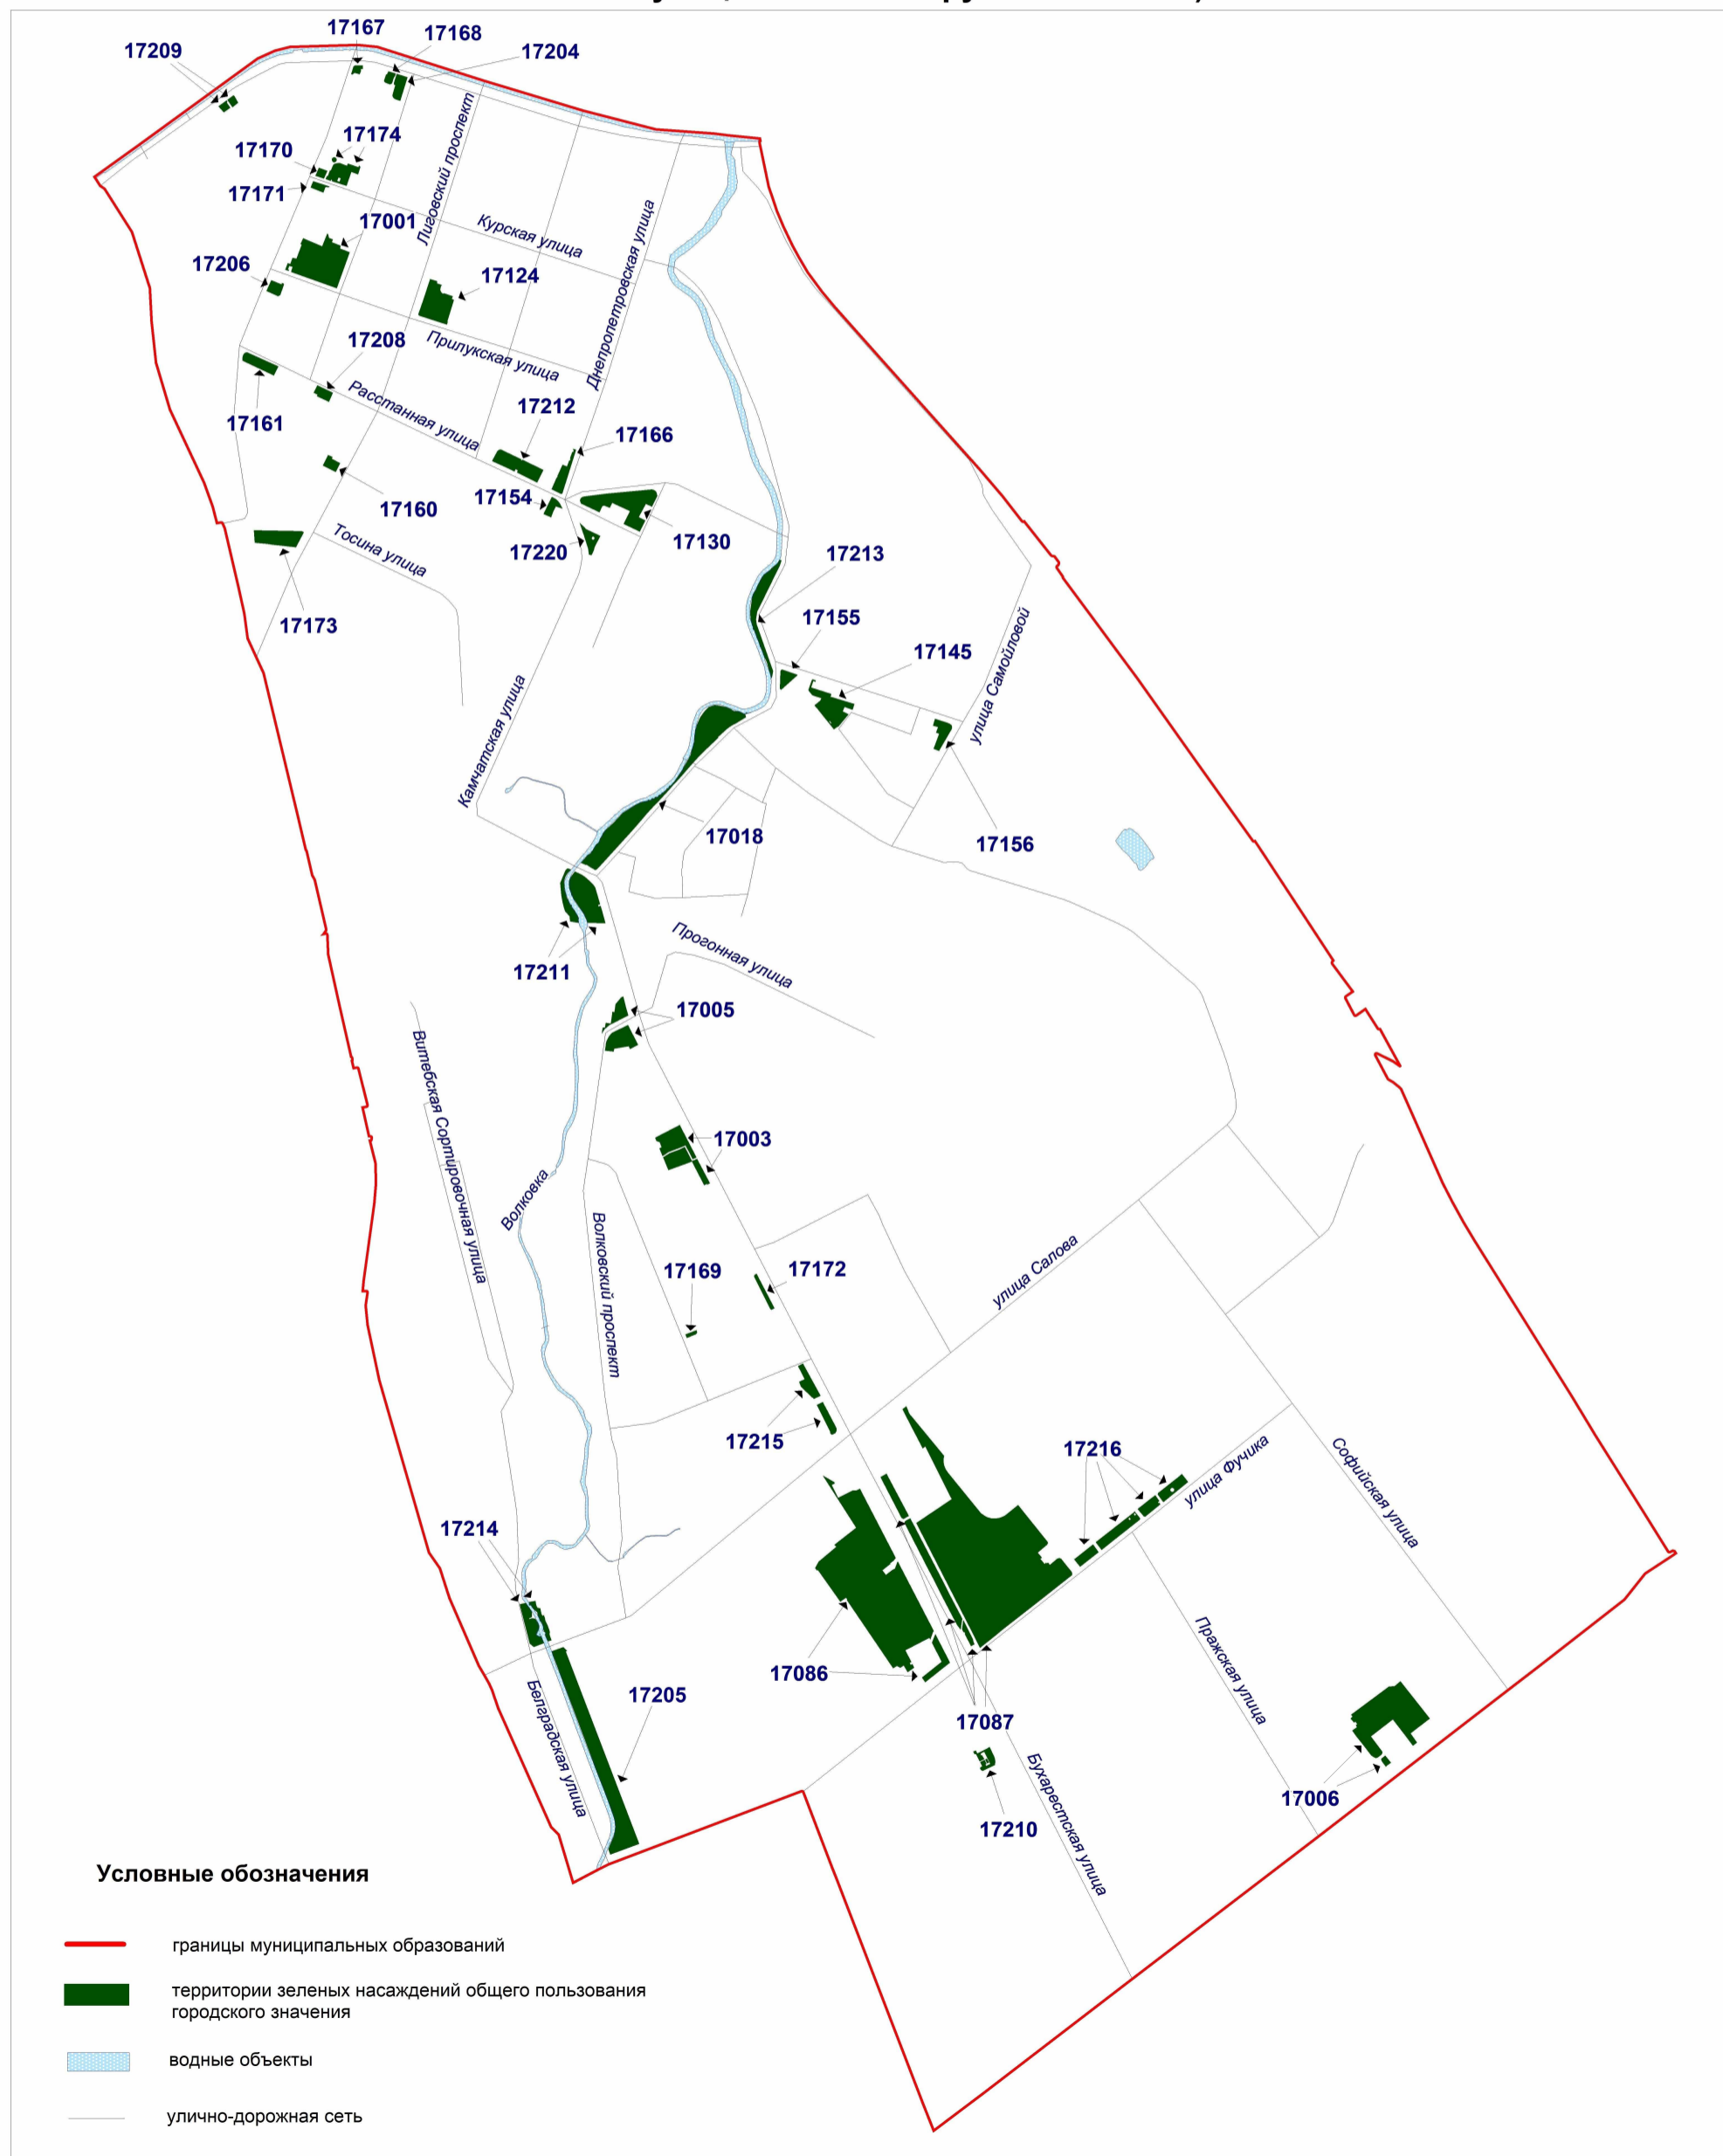 17167
17168
17209
17204
Лиговский проспект
17174
17170
17171
17001
Курская улица
Днепропетровская улица
17206
17124
17208
Прилукская улица
Расстанная улица
17212
17161
17166
17154
17160
Тосина улица
17220
17130
17213
17155
17173
17145
улица Самойловой
Камчатская улица
17018
17156
Прогонная улица
17211
17005
Витебская Сортировочная улица
17003
Волковка
Волковский проспект
улица Салова
17169
17172
17215
17216
улица Фучика
Софийская улица
17214
Пражская улица
17086
17205
17087
Белградская улица
Бухарестская улица
17006
17210
Условные обозначения
границы муниципальных образований
территории зеленых насаждений общего пользования
городского значения
водные объекты
улично-дорожная сеть